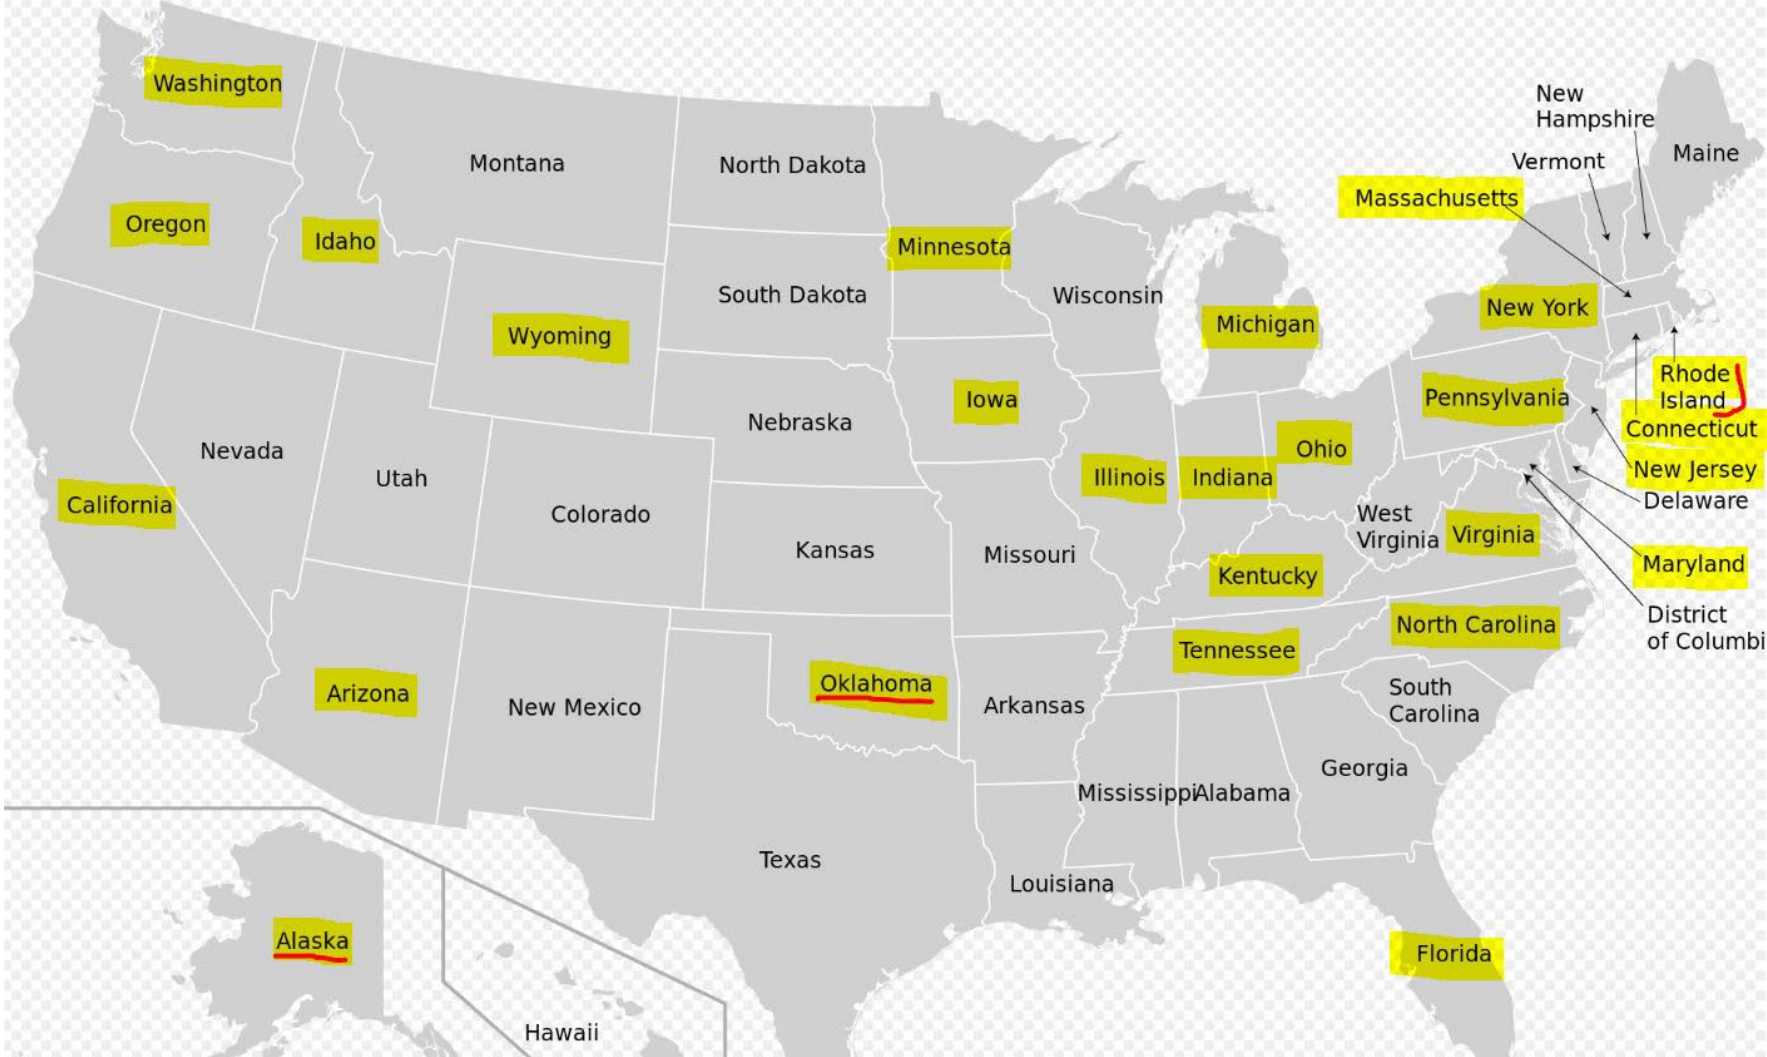 Washington
Montana
North Dakota
New
Hampshire
Maine
Vermont
Massachusetts
Oregon
Idaho
Minnesota
South Dakota
Wisconsin
New York
Wyoming
Michigan
Rhode
Island
Pennsylvania
Iowa
Nebraska
Connecticut
Nevada
Ohio
New Jersey
Utah
Illinois
Indiana
Delaware
California
Colorado
West
Virginia
Virginia
Kansas
Missouri
Maryland
Kentucky
District
of Columbi
North Carolina
Tennessee
Oklahoma
Arizona
New Mexico
Arkansas
South
Carolina
Georgia
Mississippi
Alabama
Texas
Louisiana
Alaska
Florida
Hawaii